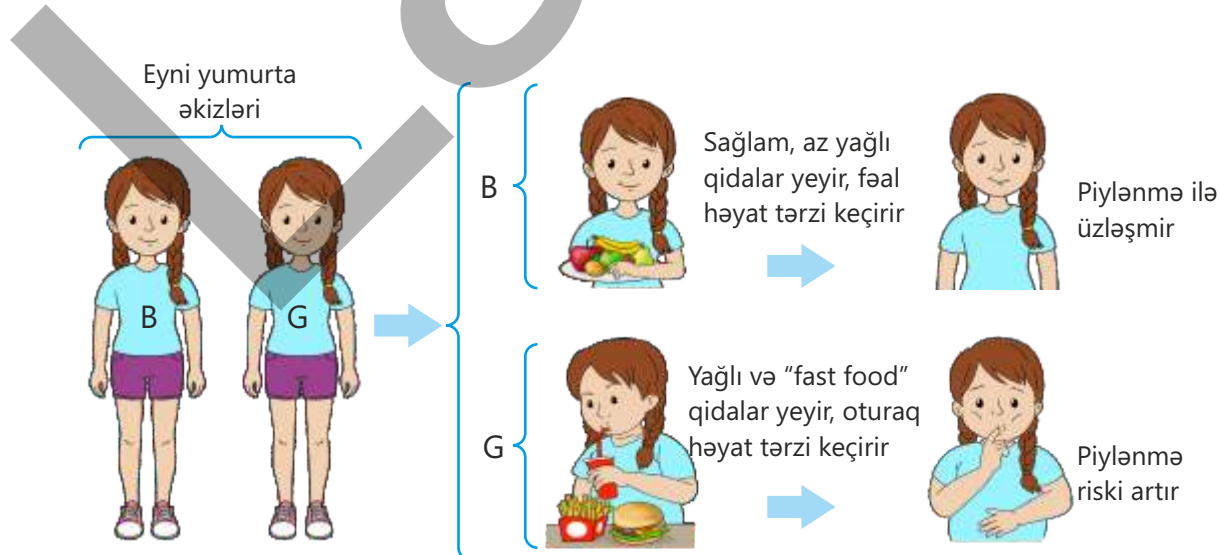 Eyni yumurta
əkizləri
B
G
B
Sağlam, az yağlı
qidalar yeyir, fəal
həyat tərzi keçirir
Piylənmə ilə
üzləşmir
G
Yağlı və “fast food”
qidalar yeyir, oturaq
həyat tərzi keçirir
Piylənmə
riski artır